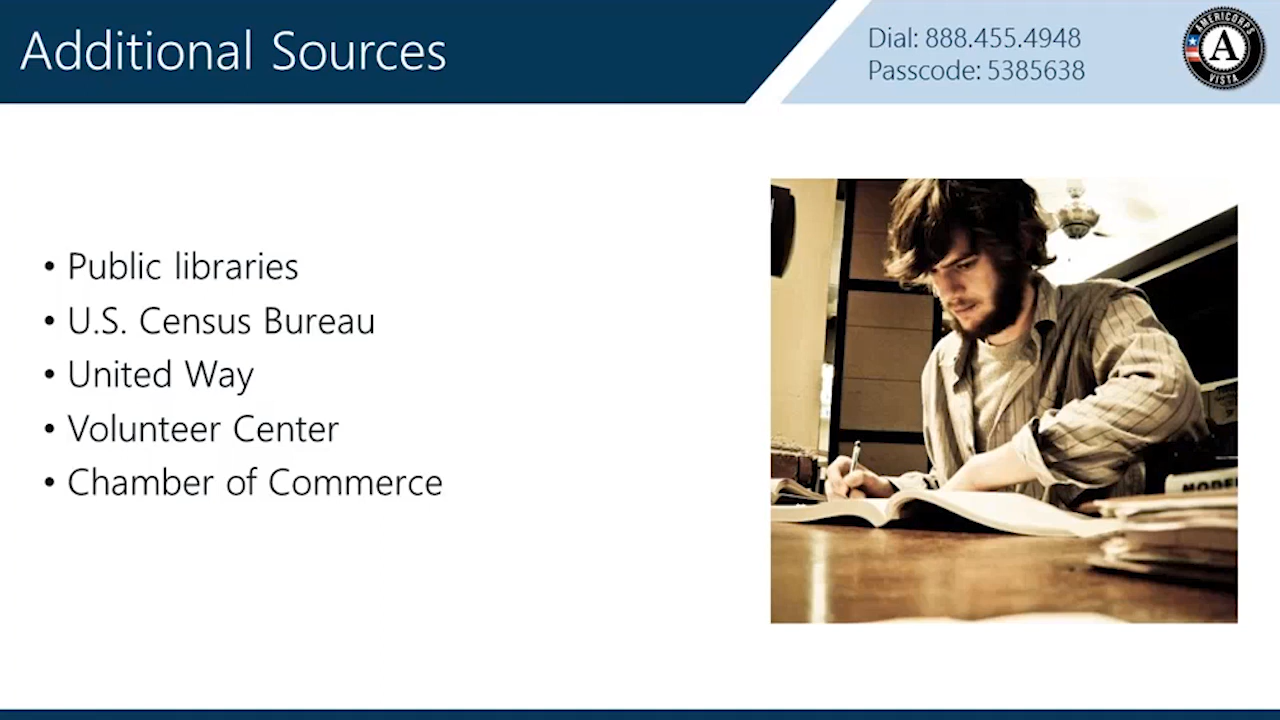 Additional Sources
Dial: 888.455.4948
Passcode: 5385638
AMERICORPS
A
VISTA
• Public libraries
• U.S. Census Bureau
• United Way
• Volunteer Center
• Chamber of Commerce